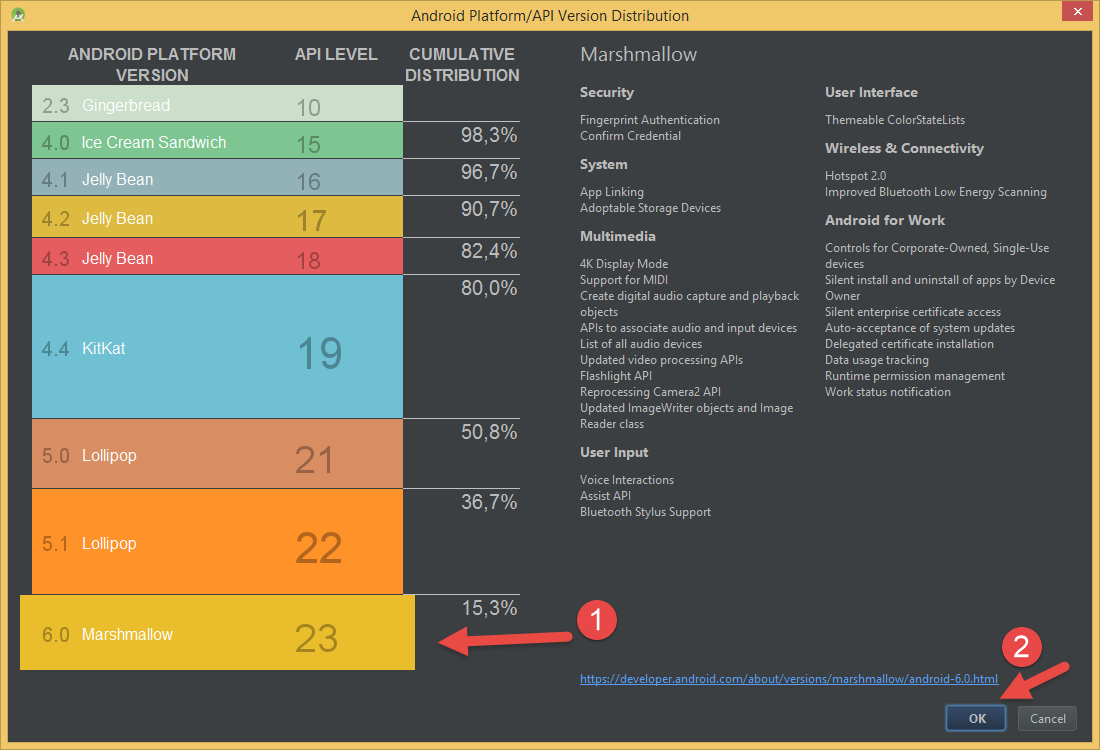 Android Platform/API Version Distribution
ANDROID PLATFORM
VERSION
API LEVEL
CUMULATIVE
DISTRIBUTION
2.3 Gingerbread 10
98,3%
4.0 Ice Cream Sandwich 15
96,7%
4.1 Jelly Bean 16
90,7%
4.2 Jelly Bean 17
82,4%
4.3 Jelly Bean 18
80,0%
4.4 KitKat 19
50,8%
5.0 Lollipop 21
36,7%
5.1 Lollipop 22
15,3%
6.0 Marshmallow 23
1
Marshmallow
Security
Fingerprint Authentication
Confirm Credential
System
App Linking
Adoptable Storage Devices
Multimedia
4K Display Mode
Support for MIDI
Create digital audio capture and playback
objects
APIs to associate audio and input devices
List of all audio devices
Updated video processing APIs
Flashlight API
Reprocessing Camera2 API
Updated ImageWriter objects and Image
Reader class
User Input
Voice Interactions
Assist API
Bluetooth Stylus Support
User Interface
Themeable ColorStateLists
Wireless & Connectivity
Hotspot 2.0
Improved Bluetooth Low Energy Scanning
Android for Work
Controls for Corporate-Owned, Single-Use
devices
Silent install and uninstall of apps by Device
Owner
Silent enterprise certificate access
Auto-acceptance of system updates
Delegated certificate installation
Data usage tracking
Runtime permission management
Work status notification
2
https://developer.android.com/about/versions/marshmallow/android-6.0.html
OK
Cancel